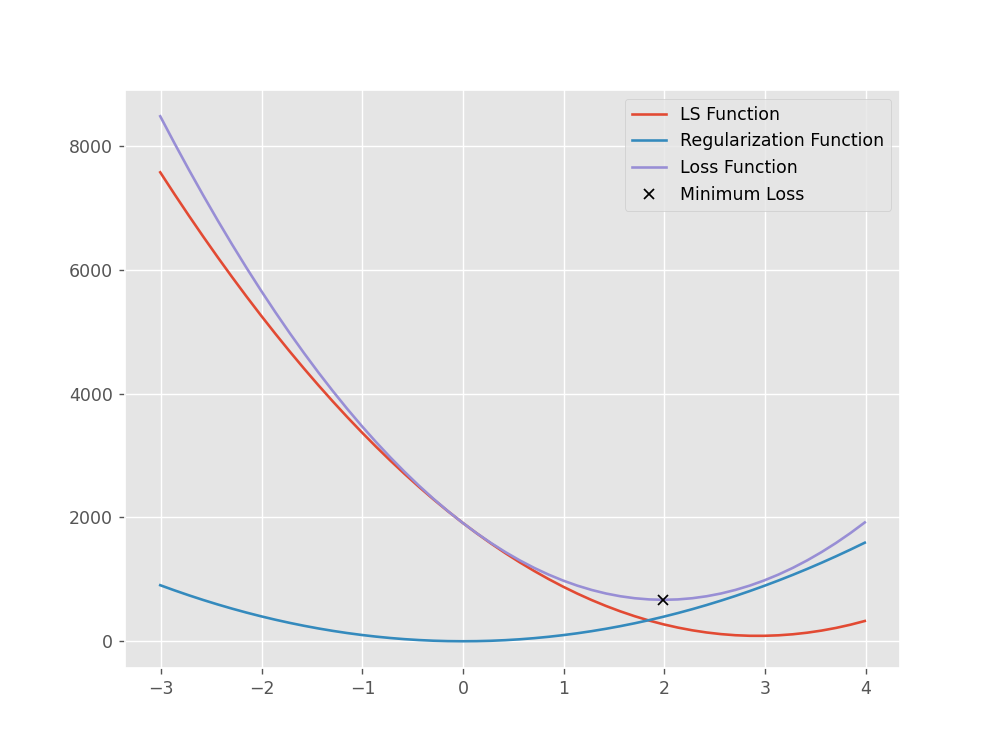 LS Function
Regularization Function
Loss Function
Minimum Loss
8000
6000
4000
2000
0
−3 −2 −1 0 1 2 3 4